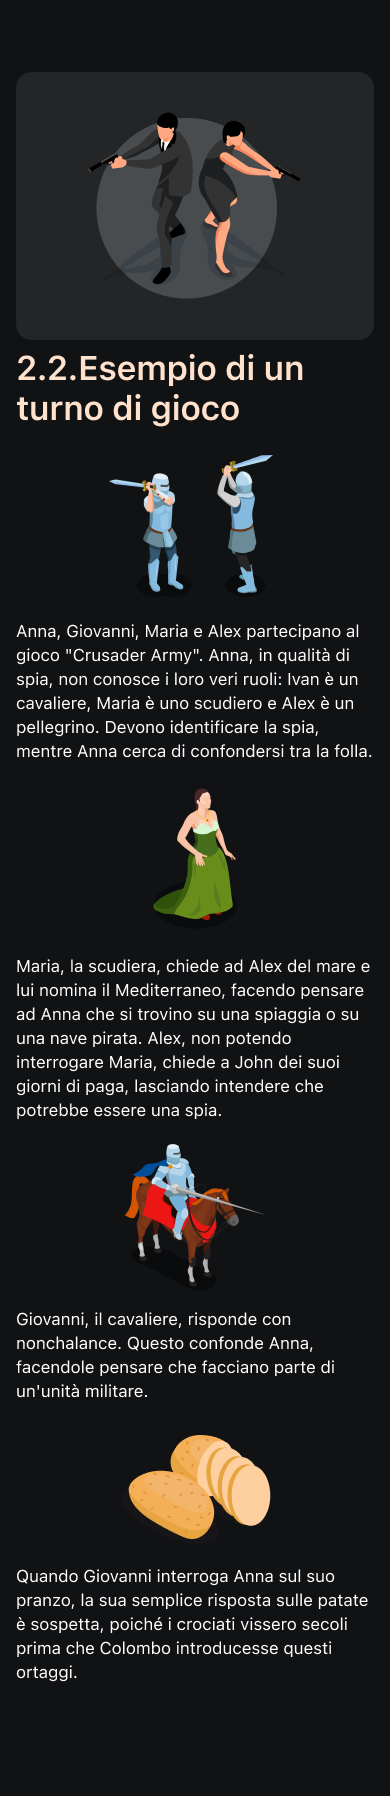 2.2.Esempio di un
turno di gioco
Anna, Giovanni, Maria e Alex partecipano al
gioco "Crusader Army". Anna, in qualità di
spia, non conosce i loro veri ruoli: Ivan è un
cavaliere, Maria è uno scudiero e Alex è un
pellegrino. Devono identificare la spia,
mentre Anna cerca di confondersi tra la folla.
Maria, la scudiera, chiede ad Alex del mare e
lui nomina il Mediterraneo, facendo pensare
ad Anna che si trovino su una spiaggia o su
una nave pirata. Alex, non potendo
interrogare Maria, chiede a John dei suoi
giorni di paga, lasciando intendere che
potrebbe essere una spia.
Giovanni, il cavaliere, risponde con
nonchalance. Questo confonde Anna,
facendole pensare che facciano parte di
un'unità militare.
Quando Giovanni interroga Anna sul suo
pranzo, la sua semplice risposta sulle patate
è sospetta, poiché i crociati vissero secoli
prima che Colombo introducesse questi
ortaggi.